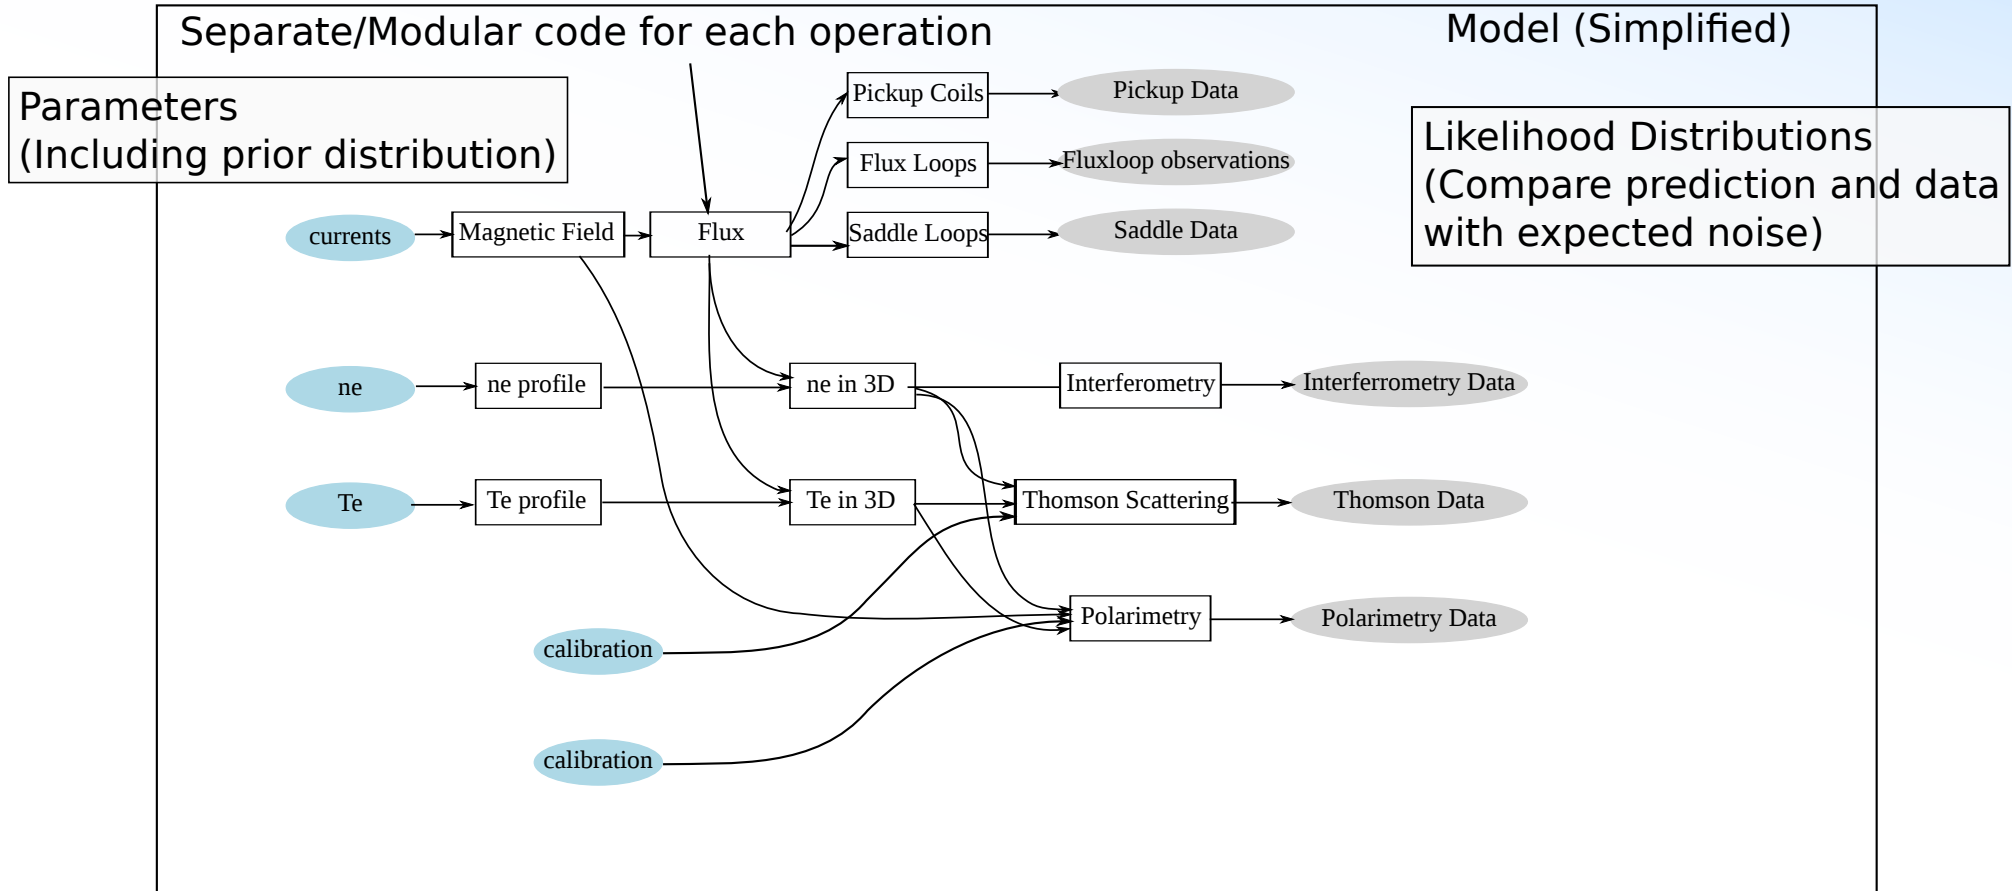 Separate/Modular code for each operation
Model (Simplified)
Parameters
(Including prior distribution)
Likelihood Distributions
(Compare prediction and data
with expected noise)
Pickup Coils
Pickup Data
Flux Loops
Fluxloop observations
currents
Magnetic Field
Flux
Saddle Loops
Saddle Data
ne
ne profile
ne in 3D
Interferometry
Interferrometry Data
Te
Te profile
Te in 3D
Thomson Scattering
Thomson Data
Polarimetry
Polarimetry Data
calibration
calibration